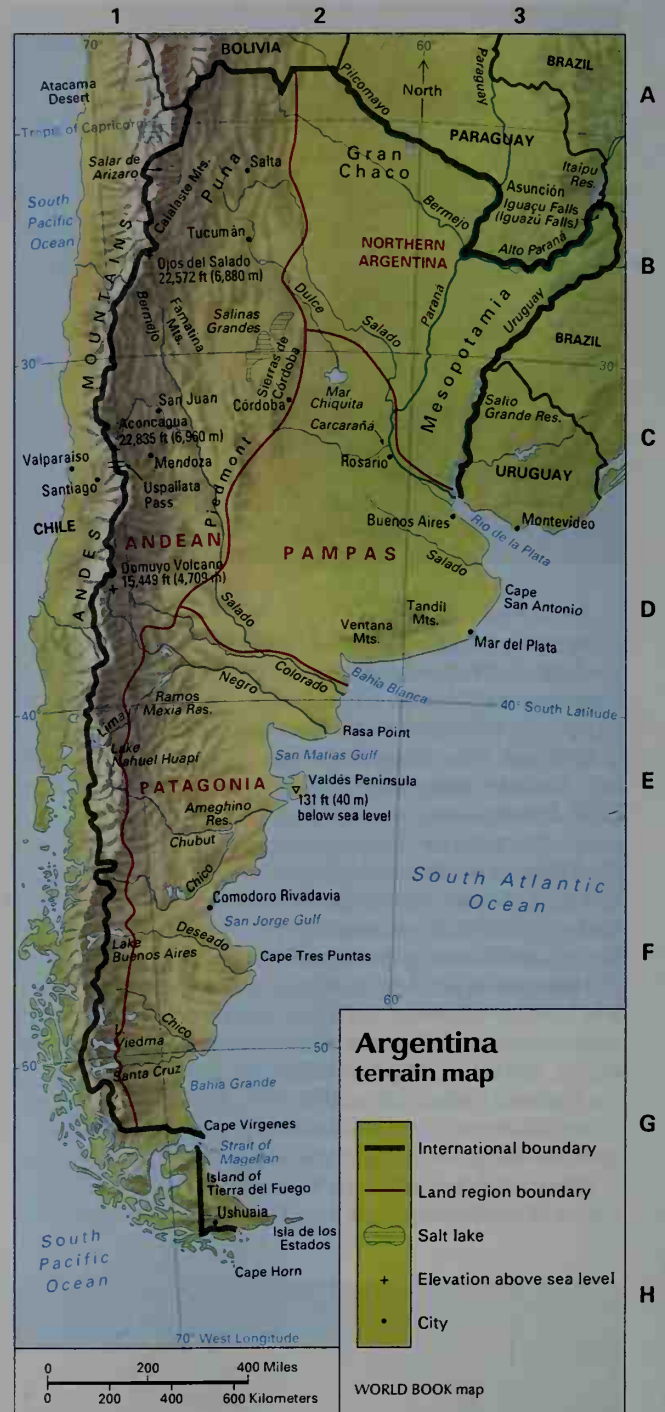 1 2 3
A
B
C
D
E
F
G
H
70°
60°
BOLIVIA
BRAZIL
North
Paraguay
Pilcomayo
Atacama
Desert
PARAGUAY
Tropic of Capricorn
Salar de
Arizaro
Calalaste Mts.
Puna
Salta
Gran
Chaco
Asunción
Itaipu
Res.
Iguaçu Falls
(Iguazú Falls)
South
Pacific
Ocean
Bermejo
Tucumán
NORTHERN
ARGENTINA
Alto Paraná
Ojos del Salado
22,572 ft (6,880 m)
Bermejo
Famatina
Mts.
Salinas
Grandes
Dulce
Salado
Paraná
Mesopotamia
Uruguay
BRAZIL
30°
30°
ANDES MOUNTAINS
San Juan
Córdoba
Sierras de
Córdoba
Mar
Chiquita
Salio
Grande Res.
Aconcagua
22,835 ft (6,960 m)
Carcarañá
Valparaiso
Mendoza
Rosario
URUGUAY
Santiago
Uspallata
Pass
Piedmont
Buenos Aires
Rio de la Plata
Montevideo
CHILE
ANDEAN
PAMPAS
Salado
Domuyo Volcano
15,449 ft (4,709 m)
Cape
San Antonio
Tandil
Mts.
Ventana
Mts.
Salado
Mar del Plata
Colorado
Negro
Bahía Blanca
40°
40° South Latitude
Ramos
Mexia Ras.
Limay
Rasa Point
Lake
Nahuel Huapí
San Matías Gulf
PATAGONIA
Valdés Peninsula
131 ft (40 m)
below sea level
Ameghino
Res.
Chubut
Chico
South Atlantic
Ocean
Comodoro Rivadavia
San Jorge Gulf
Deseado
Lake
Buenos Aires
Cape Tres Puntas
60°
Chico
L.
Viedma
50
50°
Santa Cruz
Bahía Grande
Cape Vírgenes
Strait of
Magellan
Island of
Tierra del Fuego
Ushuaia
Isla de los
Estados
South
Pacific
Ocean
Cape Horn
70° West Longitude
0 200 400 Miles
0 200 400 600 Kilometers
Argentina
terrain map
International boundary
Land region boundary
Salt lake
+ Elevation above sea level
City
WORLD BOOK map